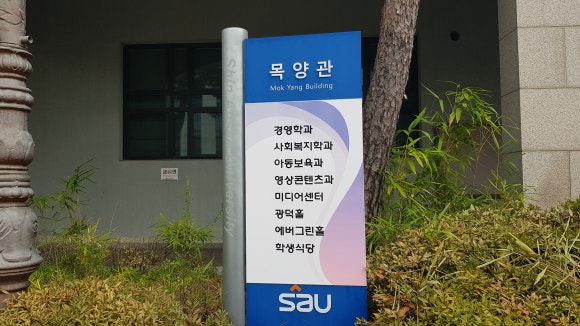 목양관
Mok Yang Building
경영학과
사회복지학과
아동보육과
영상콘텐츠과
미디어센터
광덕홀
에버그린홀
학생식당
sau